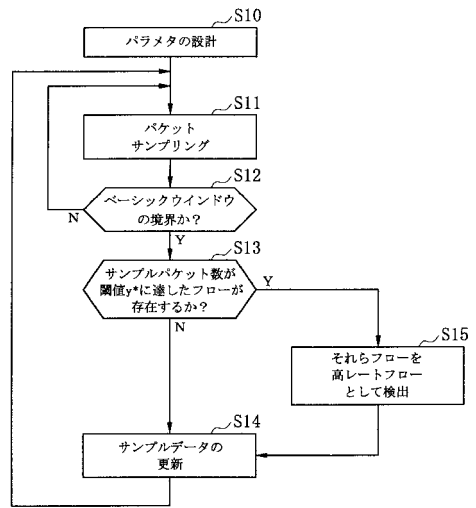 S10
パラメタの設計
S11
パケット
サンプリング
S12
ベーシックウインドウ
の境界か？
N
Y
S13
サンプルパケット数が
閾値y*に達したフローが
存在するか？
Y
N
S15
それらフローを
高レートフロー
として検出
S14
サンプルデータの
更新